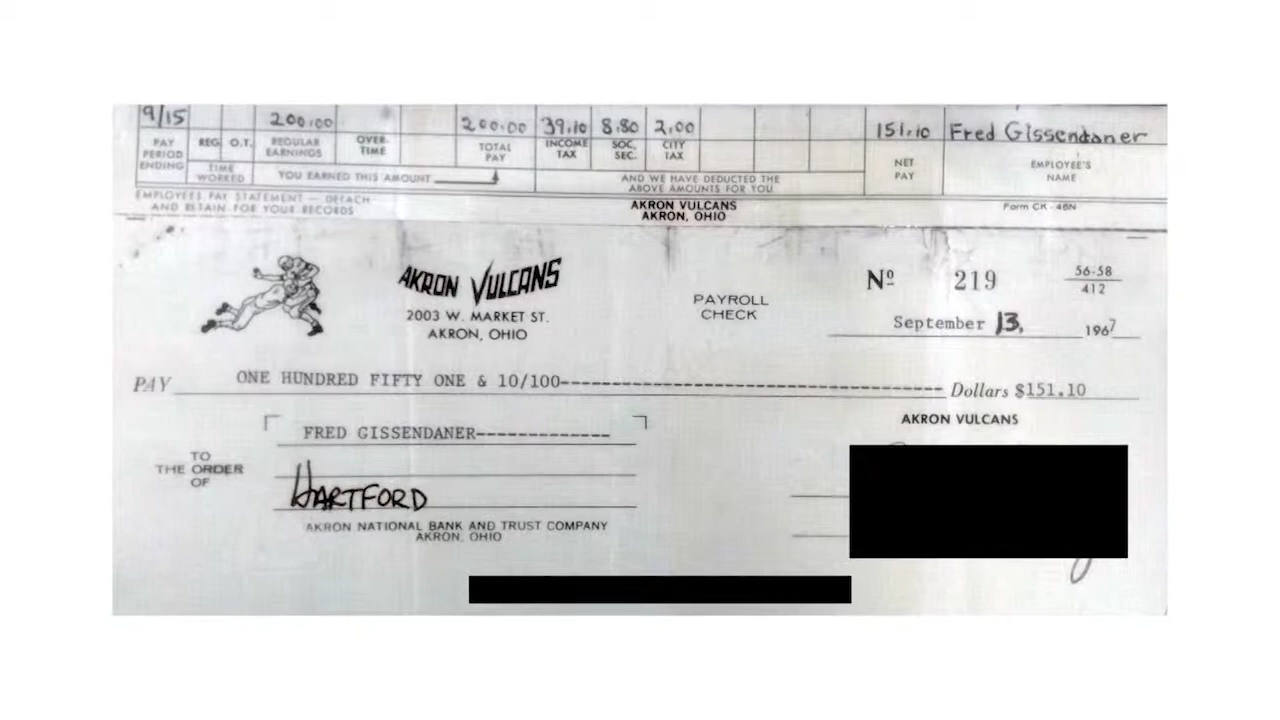 9/15 200.00 200.00 39.10 8.80 2.00 151.10 Fred Gissendaner
PAY PERIOD ENDING REG. O.T. REGULAR EARNINGS OVER-TIME TOTAL PAY INCOME TAX SOC. SEC. CITY TAX NET PAY EMPLOYEE'S NAME
TIME WORKED YOU EARNED THIS AMOUNT AND WE HAVE DEDUCTED THE
ABOVE AMOUNTS FOR YOU
EMPLOYEES PAY STATEMENT — DETACH
AND RETAIN FOR YOUR RECORDS
AKRON VULCANS
AKRON, OHIO
Form CK - 46N
AKRON VULCANS
2003 W. MARKET ST.
AKRON, OHIO
PAYROLL
CHECK
Nº 219
56-58
412
September 13, 1967
PAY ONE HUNDRED FIFTY ONE & 10/100------------------------------------------ Dollars $151.10
AKRON VULCANS
FRED GISSENDANER--------------
TO
THE ORDER
OF
HARTFORD
AKRON NATIONAL BANK AND TRUST COMPANY
AKRON, OHIO